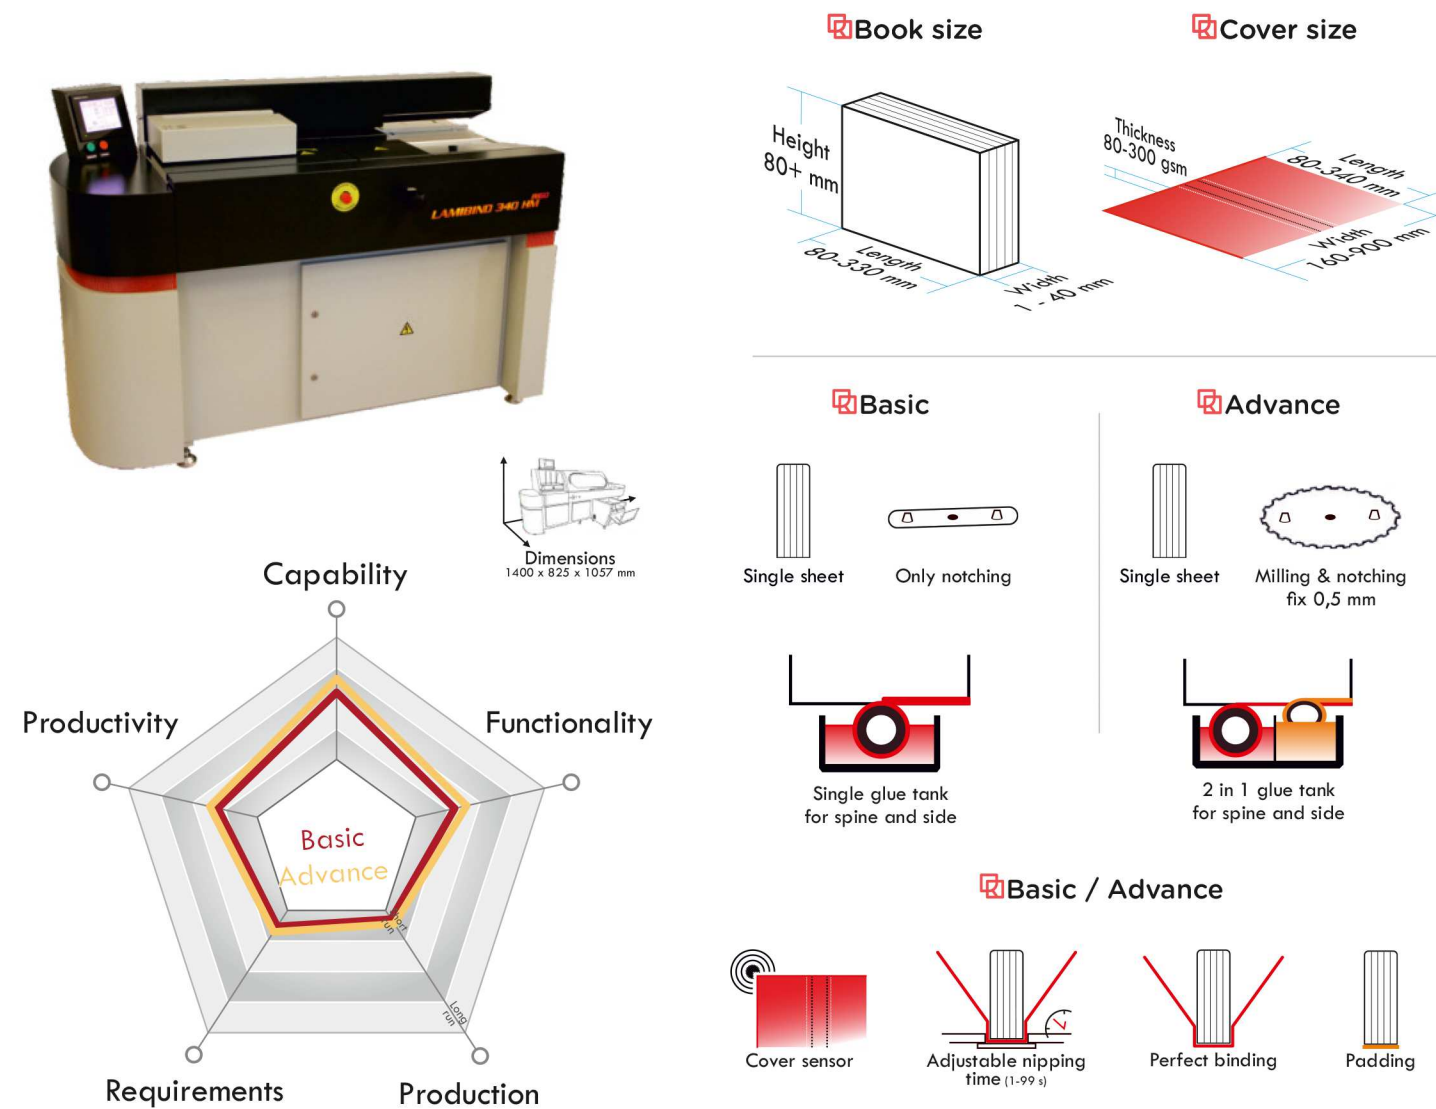 LAMIBIND 340 HM
Dimensions
1400 x 825 x 1057 mm
Capability
Productivity
Functionality
Basic
Advance
Short
run
Long
run
Requirements
Production
Book size
Height
80+ mm
Length
80-330 mm
Width
1 - 40 mm
Cover size
Thickness
80-300 gsm
Length
80-340 mm
Width
160-900 mm
Basic
Single sheet
Only notching
Single glue tank
for spine and side
Advance
Single sheet
Milling & notching
fix 0,5 mm
2 in 1 glue tank
for spine and side
Basic / Advance
Cover sensor
Adjustable nipping
time (1-99 s)
Perfect binding
Padding